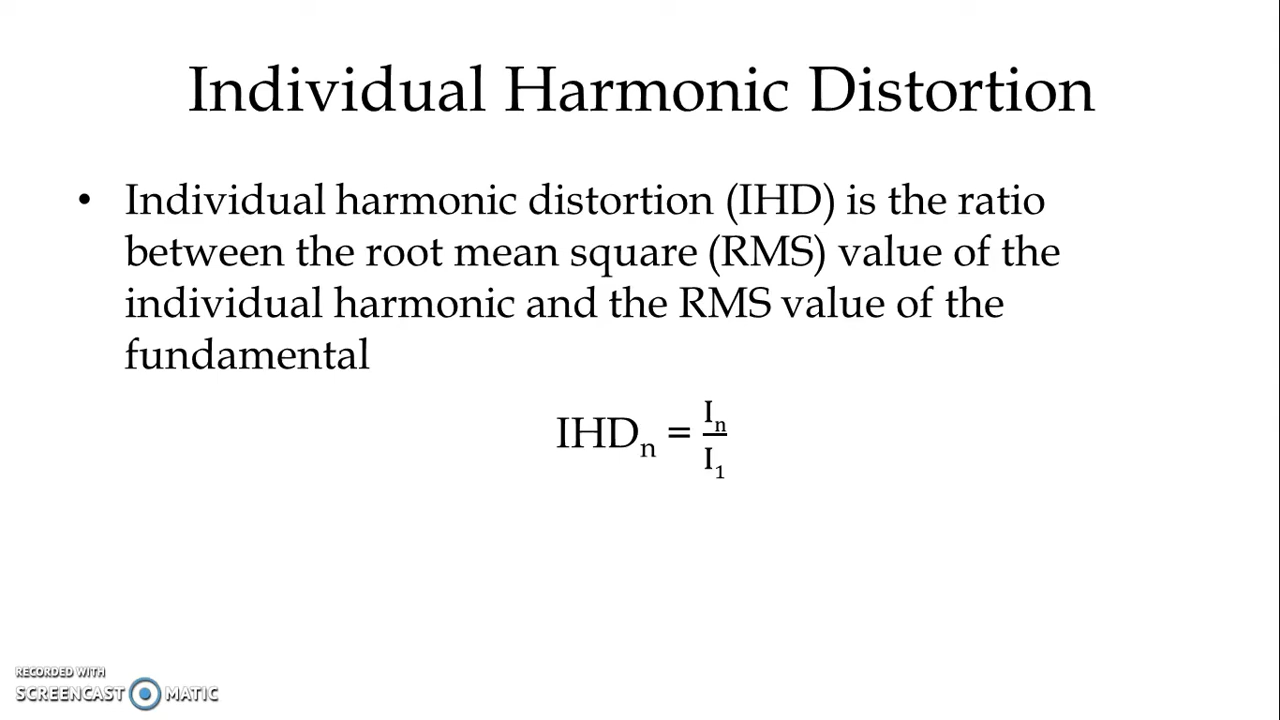 Individual Harmonic Distortion
• Individual harmonic distortion (IHD) is the ratio
between the root mean square (RMS) value of the
individual harmonic and the RMS value of the
fundamental
IHDₙ = Iₙ/I₁
RECORDED WITH
SCREENCAST MATIC